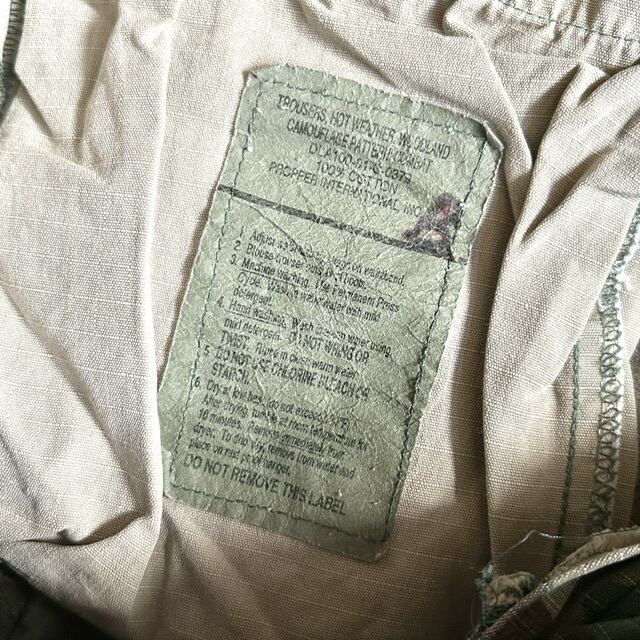 TROUSERS, HOT WEATHER, WOODLAND
CAMOUFLAGE PATTERN, COMBAT
100% COTTON
PROPPER INTERNATIONAL, INC.
1. Adjust waistband.
2. Blouse trouser
3. Machine washing. Use Permanent Press
Cycle. Wash in water with mild
detergent.
4. Hand washing. Wash in warm water using
mild detergent. DO NOT WRING OR
TWIST. Rinse in clean warm water.
5. DO NOT USE CHLORINE BLEACH OR
STARCH.
6. Dry at low heat (do not exceed
After drying, tumble at room temperature for
10 minutes. Remove immediately from
dryer. To drip dry, remove from water and
place on rust proof hanger.
DO NOT REMOVE THIS LABEL